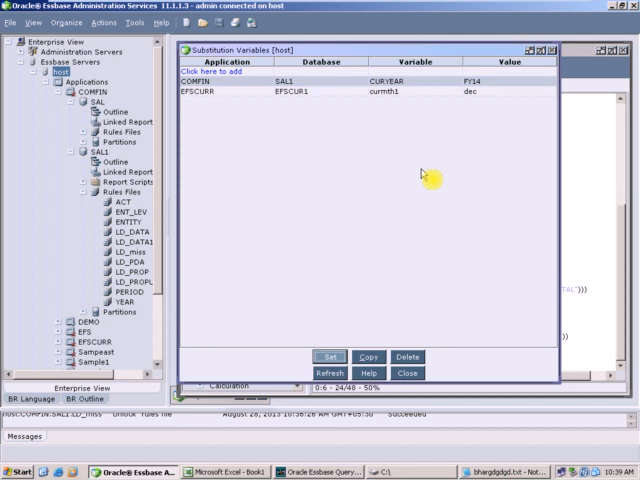 Oracle® Essbase Administration Services 11.1.1.3 - admin connected on host
File View Organize Actions Tools Help
Enterprise View
Administration Servers
Essbase Servers
host
Applications
COMFIN
SAL
Outline
Linked Report
Rules Files
Partitions
SAL1
Outline
Linked Report
Report Scripts
Rules Files
ACT
ENT_LEV
ENTITY
LD_DATA
LD_DATA1
LD_miss
LD_PDA
LD_PROP
LD_PROPL
PERIOD
YEAR
Partitions
DEMO
EFS
EFSCURR
Sampeast
Sample1
Enterprise View
BR Language BR Outline
Substitution Variables [host]
Application Database Variable Value
Click here to add
COMFIN SAL1 CURYEAR FY14
EFSCURR EFSCUR1 curmth1 dec
Set Copy Delete
Refresh Help Close
TAL")))
))
Calculation
0:6 - 24/48 - 50%
host.COMFIN.SAL1.LD_miss Unlock rules file August 28, 2013 10:36:26 AM GMT+05:30 Succeeded
Messages
Start Oracle® Essbase A... Microsoft Excel - Book1 Oracle Essbase Query... C:\ bhargdgdgd.txt - Not... 10:39 AM